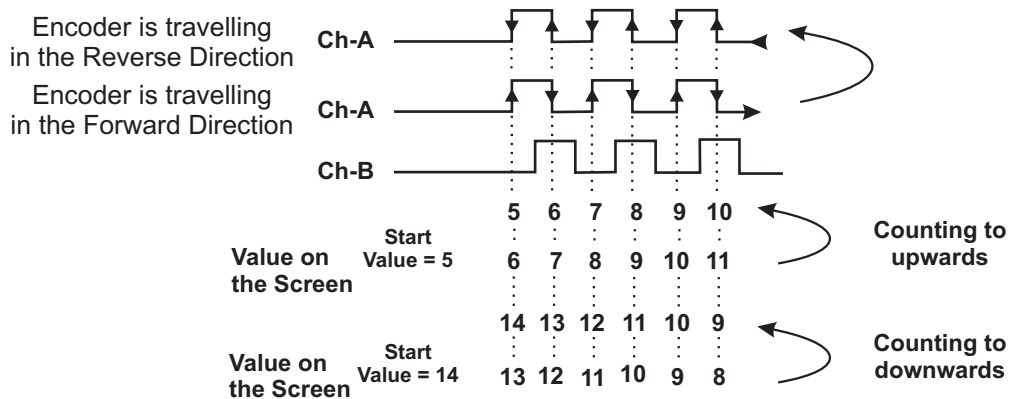 Encoder is travelling
in the Reverse Direction
Ch-A
Encoder is travelling
in the Forward Direction
Ch-A
Ch-B
5 6 7 8 9 10
Value on
the Screen
Start
Value = 5
6 7 8 9 10 11
Counting to
upwards
14 13 12 11 10 9
Value on
the Screen
Start
Value = 14
13 12 11 10 9 8
Counting to
downwards